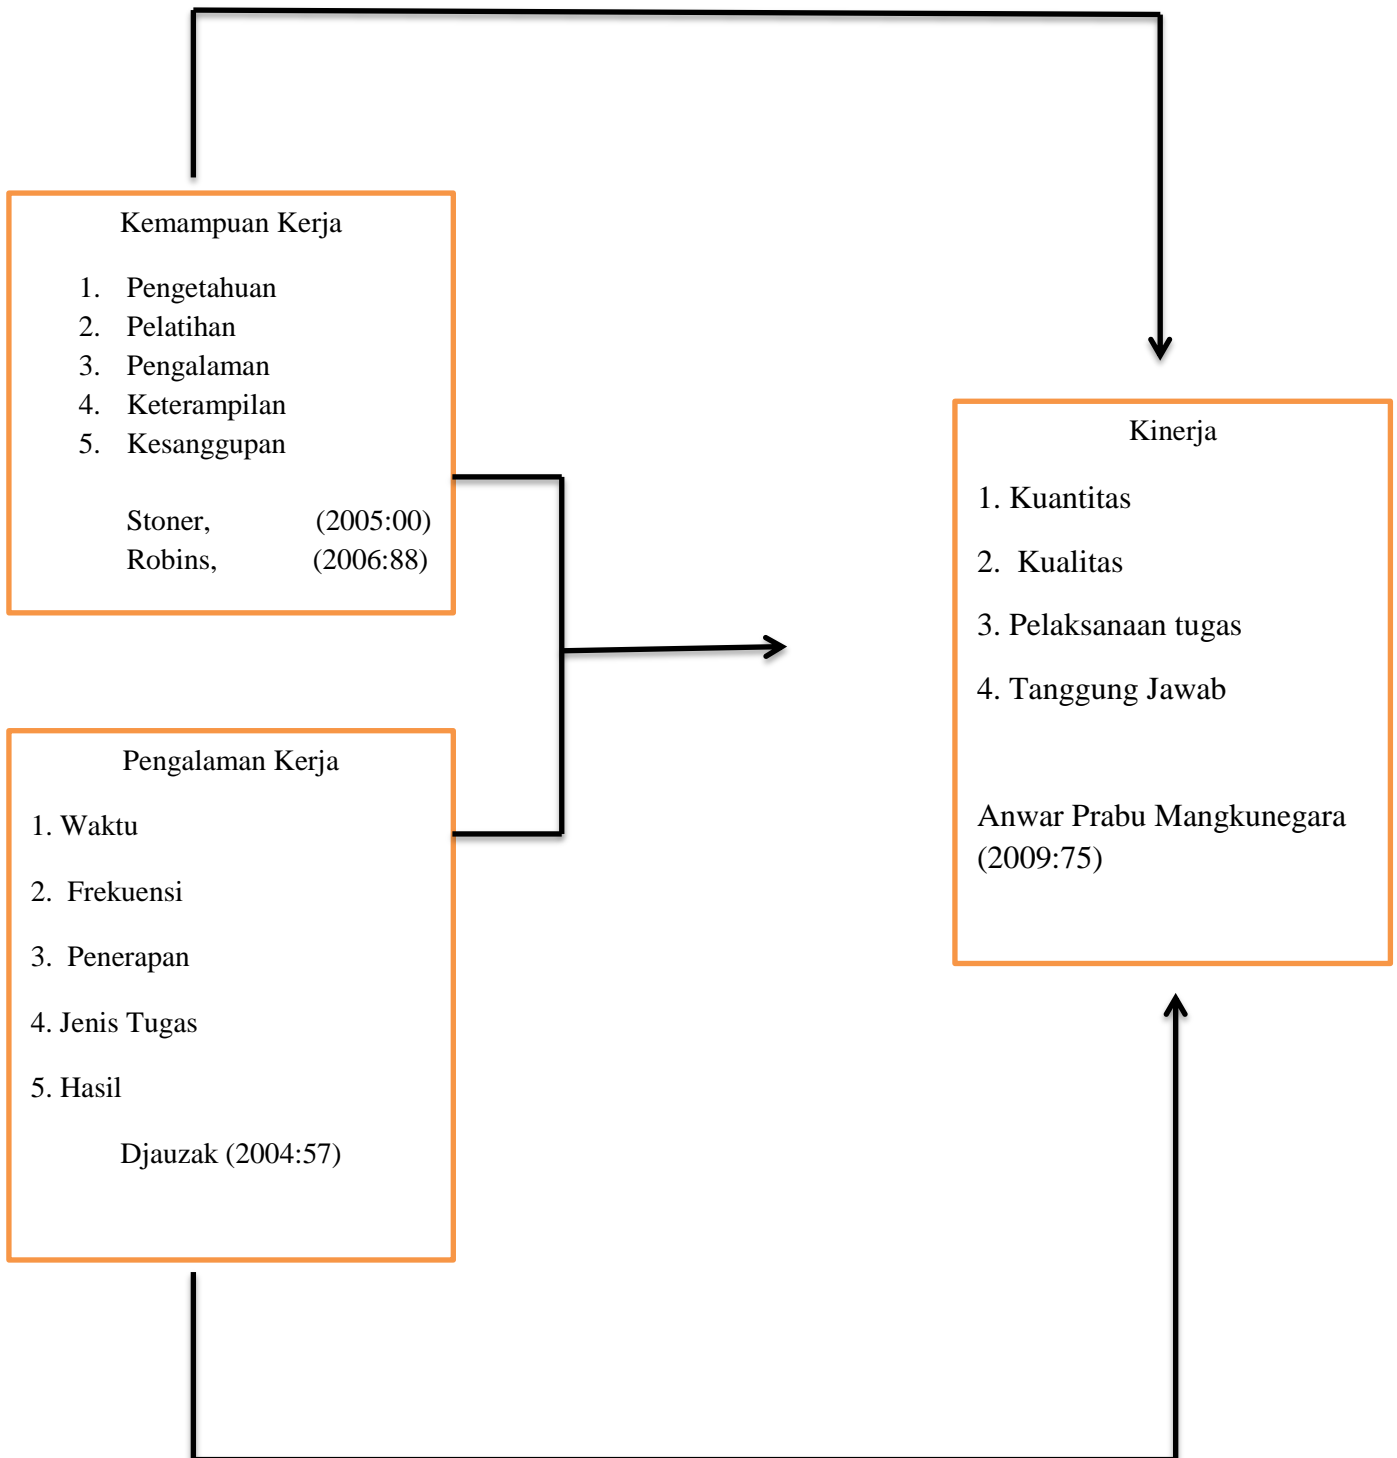 Kemampuan Kerja
1. Pengetahuan
2. Pelatihan
3. Pengalaman
4. Keterampilan
5. Kesanggupan
Stoner, (2005:00)
Robins, (2006:88)
Pengalaman Kerja
1. Waktu
2. Frekuensi
3. Penerapan
4. Jenis Tugas
5. Hasil
Djauzak (2004:57)
Kinerja
1. Kuantitas
2. Kualitas
3. Pelaksanaan tugas
4. Tanggung Jawab
Anwar Prabu Mangkunegara
(2009:75)